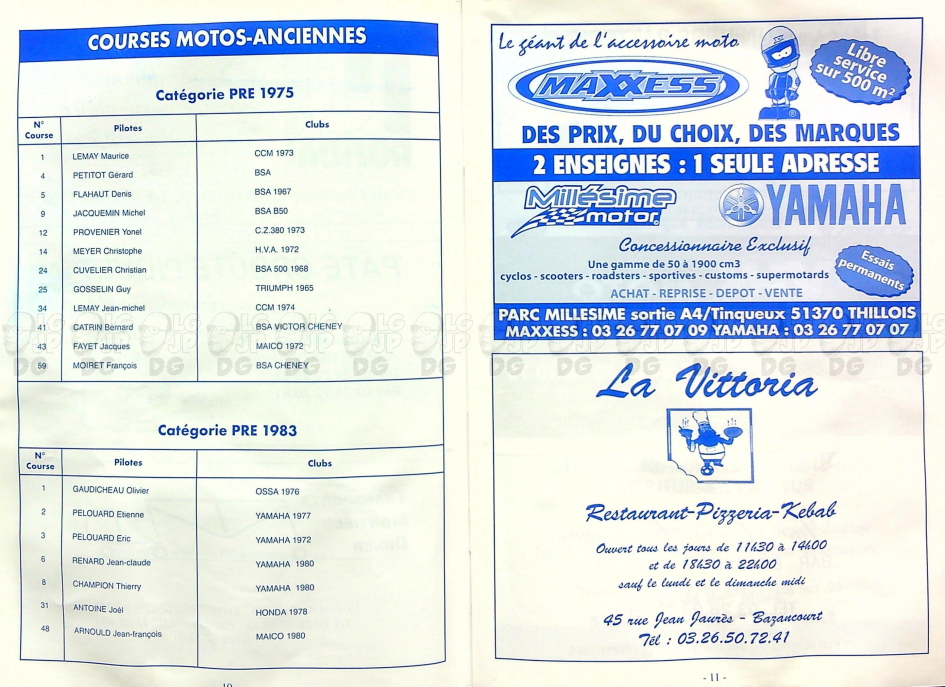 COURSES MOTOS-ANCIENNES
Catégorie PRE 1975
N° Course Pilotes Clubs
1 LEMAY Maurice CCM 1973
4 PETITOT Gérard BSA
5 FLAHAUT Denis BSA 1967
9 JACQUEMIN Michel BSA B50
12 PROVENIER Yonel C.Z.380 1973
14 MEYER Christophe H.V.A. 1972
24 CUVELIER Christian BSA 500 1968
25 GOSSELIN Guy TRIUMPH 1965
34 LEMAY Jean-michel CCM 1974
41 CATRIN Bernard BSA VICTOR CHENEY
43 FAYET Jacques MAICO 1972
59 MOIRET François BSA CHENEY
Catégorie PRE 1983
N° Course Pilotes Clubs
1 GAUDICHEAU Olivier OSSA 1976
2 PELOUARD Etienne YAMAHA 1977
3 PELOUARD Eric YAMAHA 1972
6 RENARD Jean-claude YAMAHA 1980
8 CHAMPION Thierry YAMAHA 1980
31 ANTOINE Joél HONDA 1978
48 ARNOULD Jean-françois MAICO 1980
Le géant de l'accessoire moto
MAXXESS
Libre
service
sur 500 m²
DES PRIX, DU CHOIX, DES MARQUES
2 ENSEIGNES : 1 SEULE ADRESSE
Millésime
motor
YAMAHA
Concessionnaire Exclusif
Une gamme de 50 à 1900 cm3
cyclos - scooters - roadsters - sportives - customs - supermotards
Essais
permanents
ACHAT - REPRISE - DEPOT - VENTE
PARC MILLESIME sortie A4/Tinqueux 51370 THILLOIS
MAXXESS : 03 26 77 07 09 YAMAHA : 03 26 77 07 07
La Vittoria
Restaurant-Pizzeria-Kebab
Ouvert tous les jours de 11H30 à 14H00
et de 18H30 à 22H00
sauf le lundi et le dimanche midi
45 rue Jean Jaurès - Bazancourt
Tél : 03.26.50.72.41
- 11 -